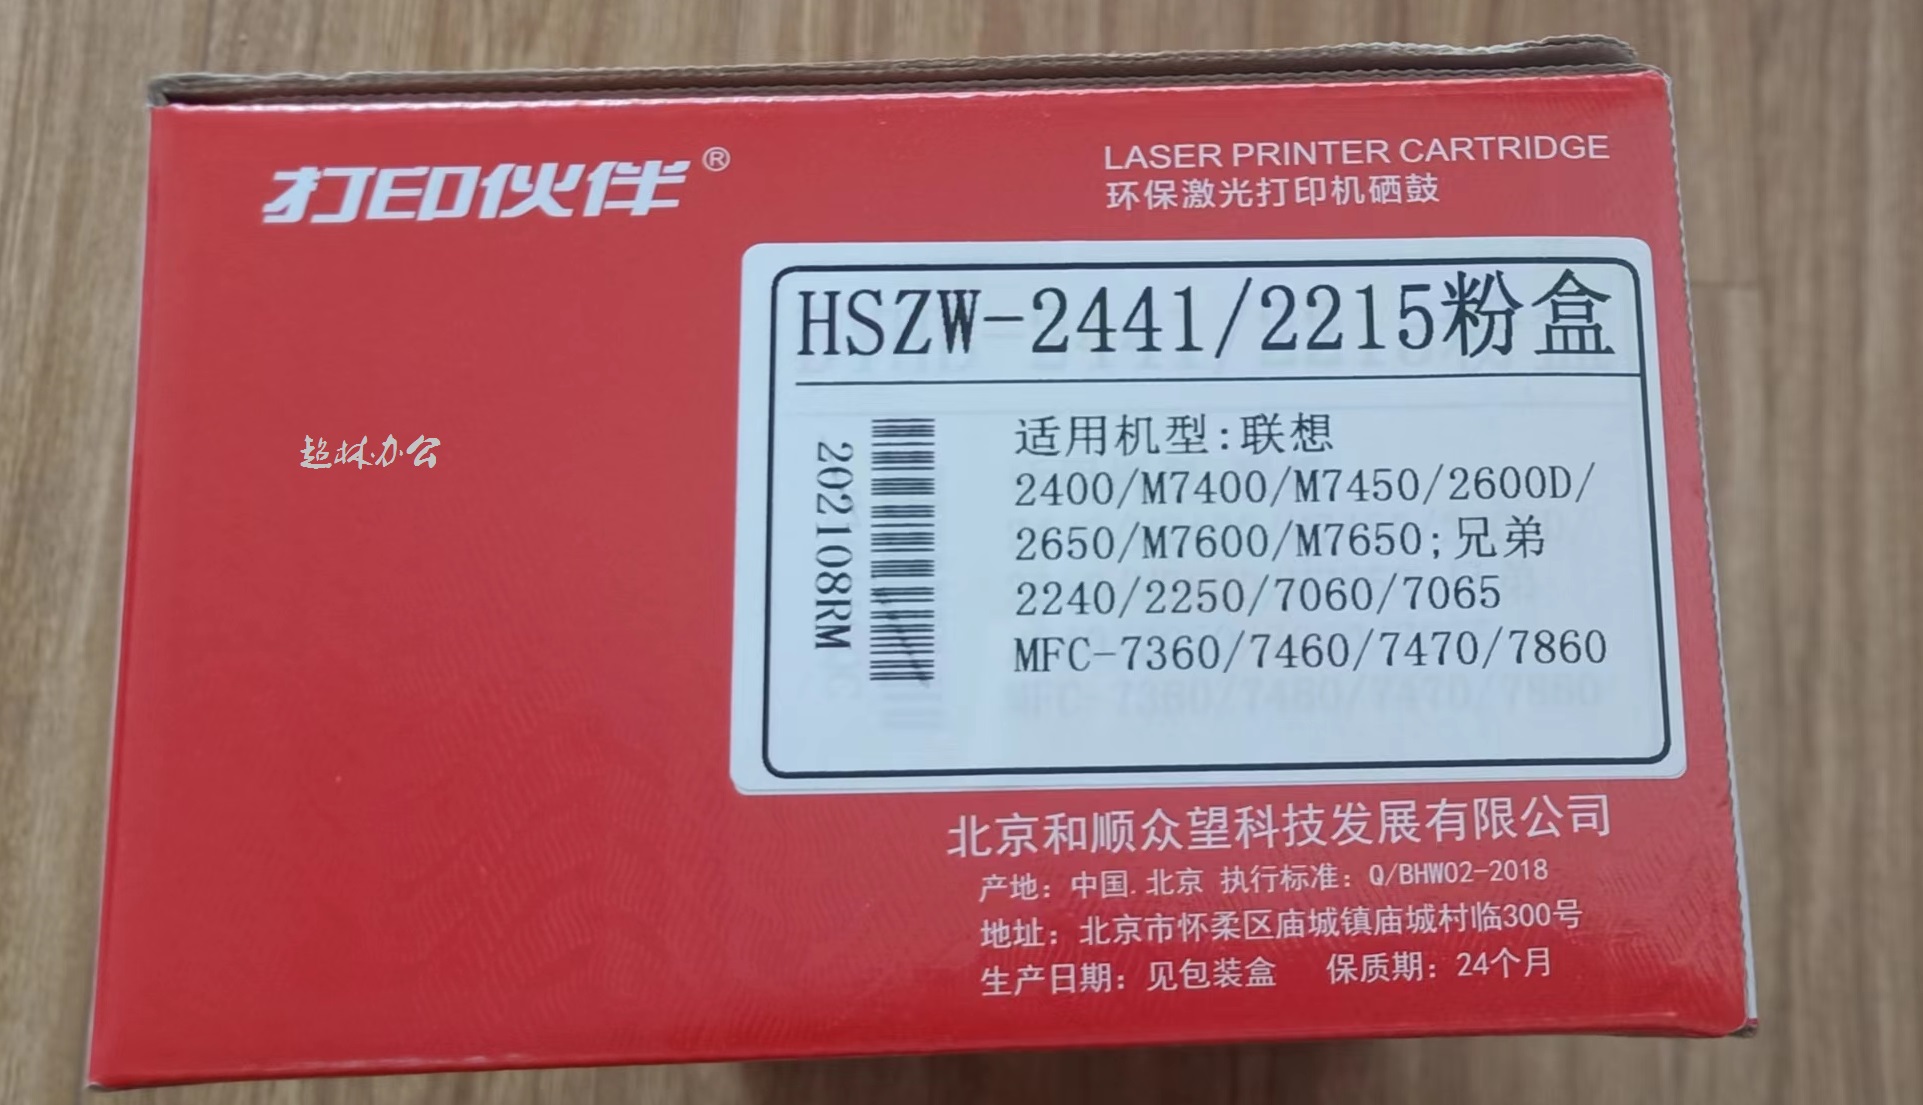 打印伙伴®
LASER PRINTER CARTRIDGE
环保激光打印机硒鼓
HSZW-2441/2215粉盒
超林办公
202108RM
适用机型:联想
2400/M7400/M7450/2600D/
2650/M7600/M7650;兄弟
2240/2250/7060/7065
MFC-7360/7460/7470/7860
北京和顺众望科技发展有限公司
产地：中国.北京 执行标准：Q/BHW02-2018
地址：北京市怀柔区庙城镇庙城村临300号
生产日期：见包装盒 保质期：24个月